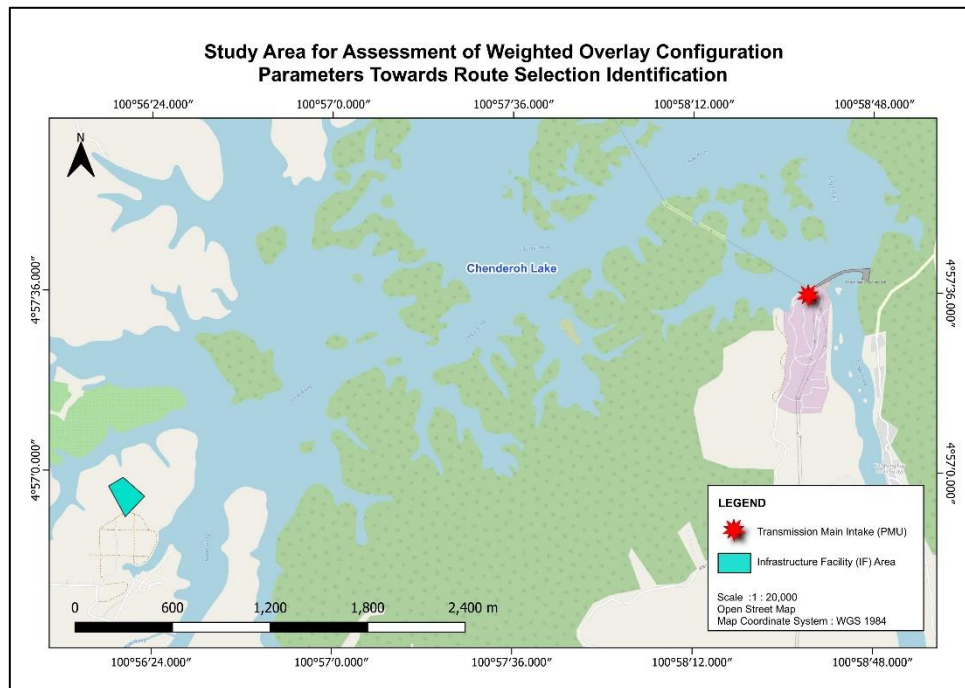 Study Area for Assessment of Weighted Overlay Configuration
Parameters Towards Route Selection Identification
100°56′24.000″ 100°57′0.000″ 100°57′36.000″ 100°58′12.000″ 100°58′48.000″
N
Chenderoh Lake
4°57′36.000″ 4°57′36.000″
4°57′0.000″ 4°57′0.000″
LEGEND
Transmission Main Intake (PMU)
Infrastructure Facility (IF) Area
Scale :1 : 20,000
Open Street Map
Map Coordinate System : WGS 1984
0 600 1,200 1,800 2,400 m
100°56′24.000″ 100°57′0.36″ 100°57′36.000″ 100°58′12.000″ 100°58′48.000″